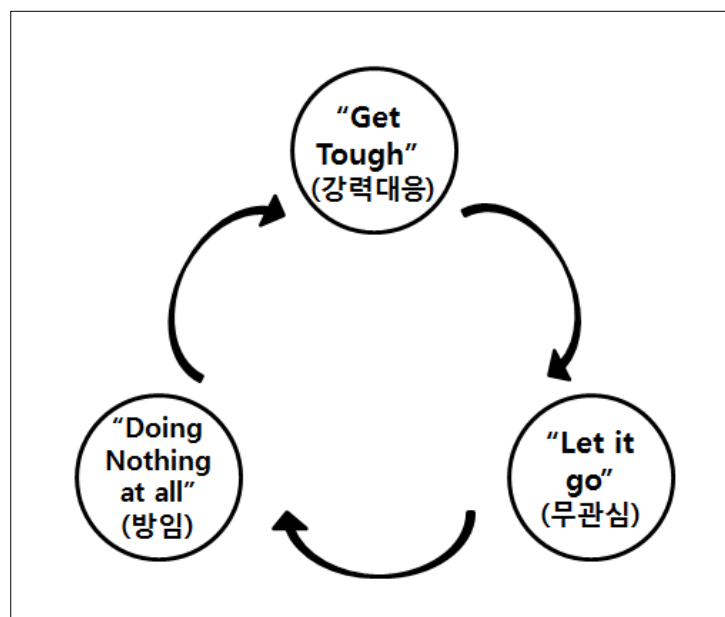 “Get
Tough”
(강력대응)
“Let it
go”
(무관심)
“Doing
Nothing
at all”
(방임)